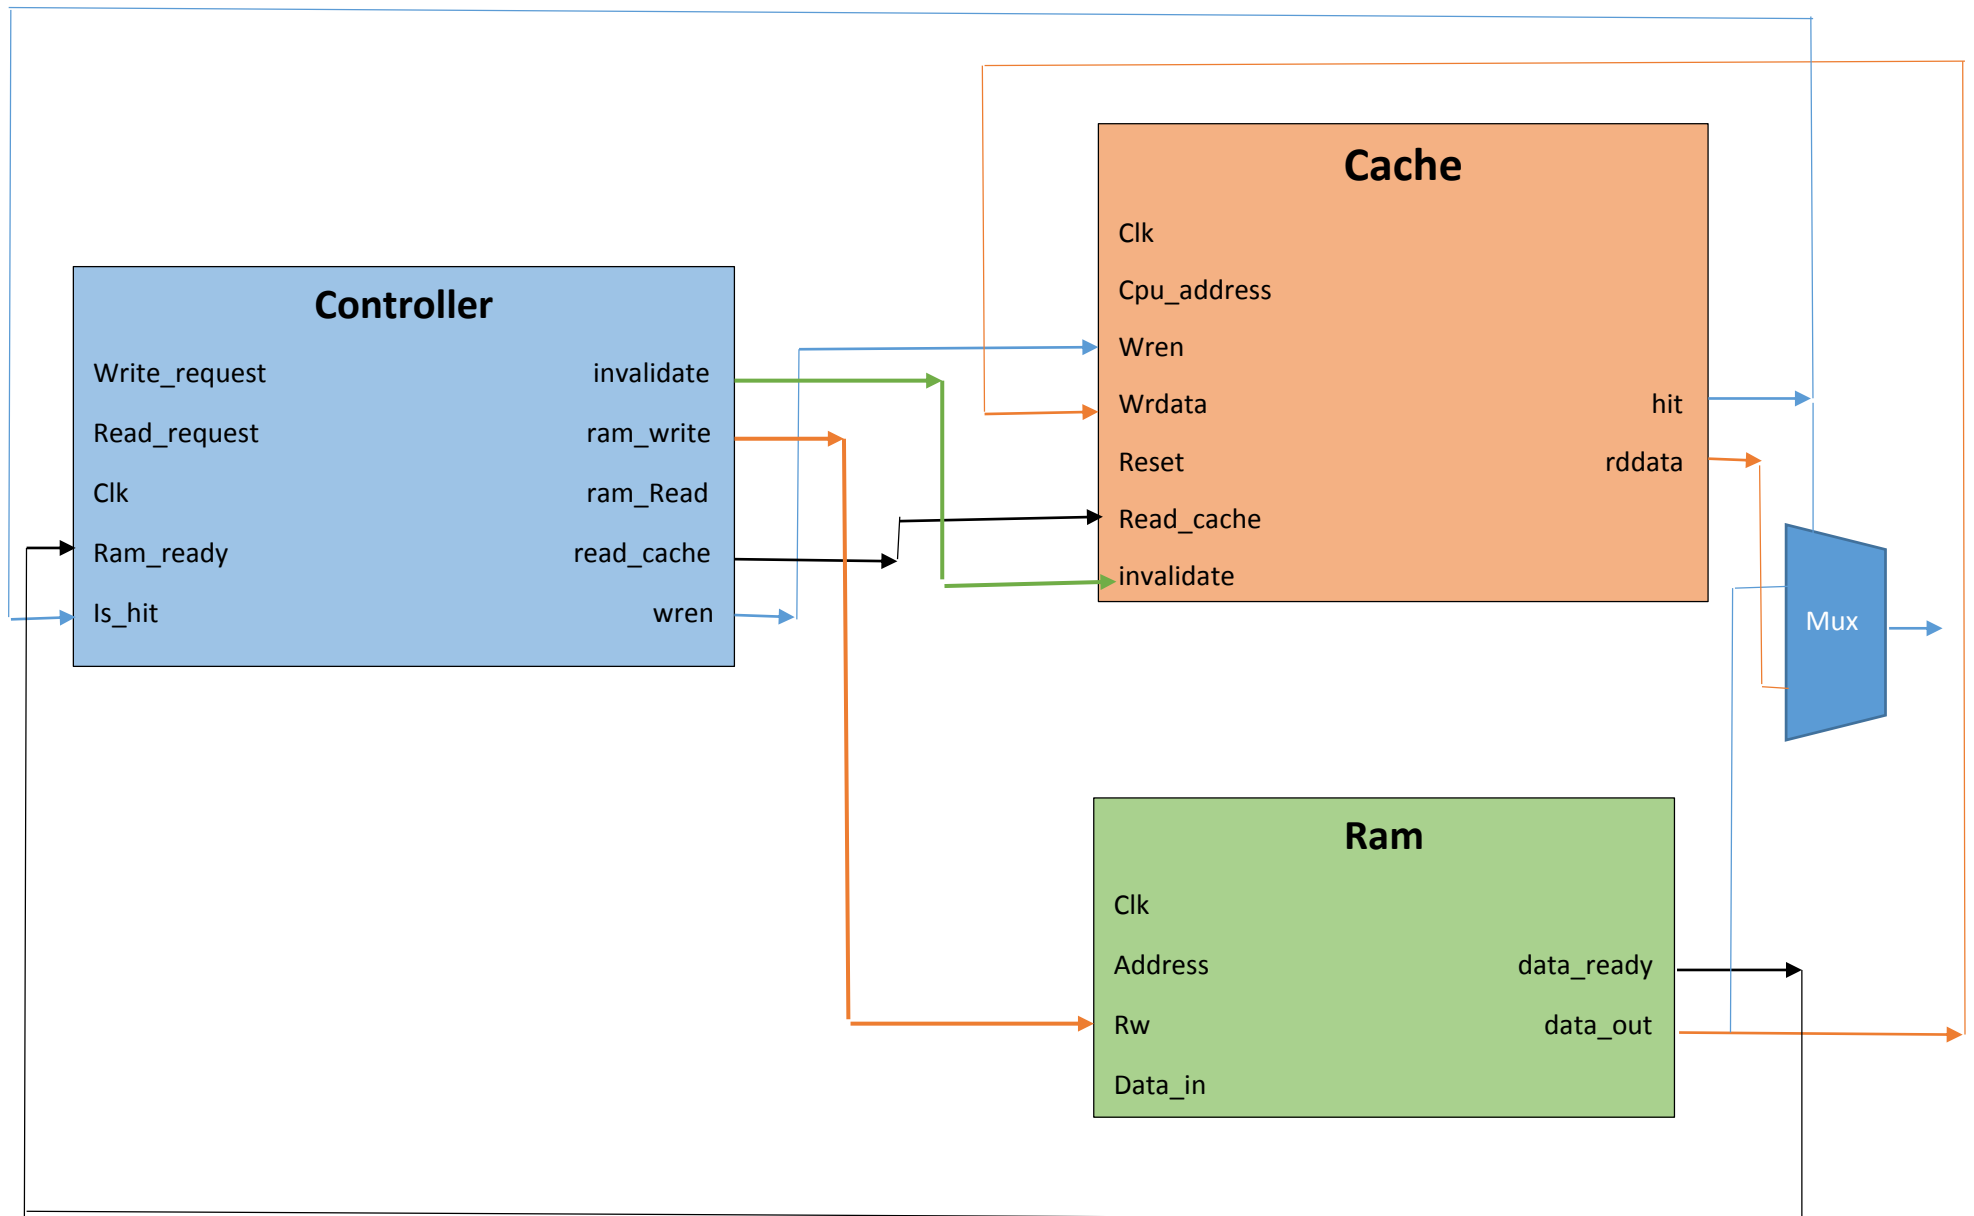 Cache
Clk
Cpu_address
Wren
Wrdata
hit
Reset
rddata
Read_cache
invalidate
Controller
Write_request
invalidate
Read_request
ram_write
Clk
ram_Read
Ram_ready
read_cache
Is_hit
wren
Mux
Ram
Clk
Address
data_ready
Rw
data_out
Data_in